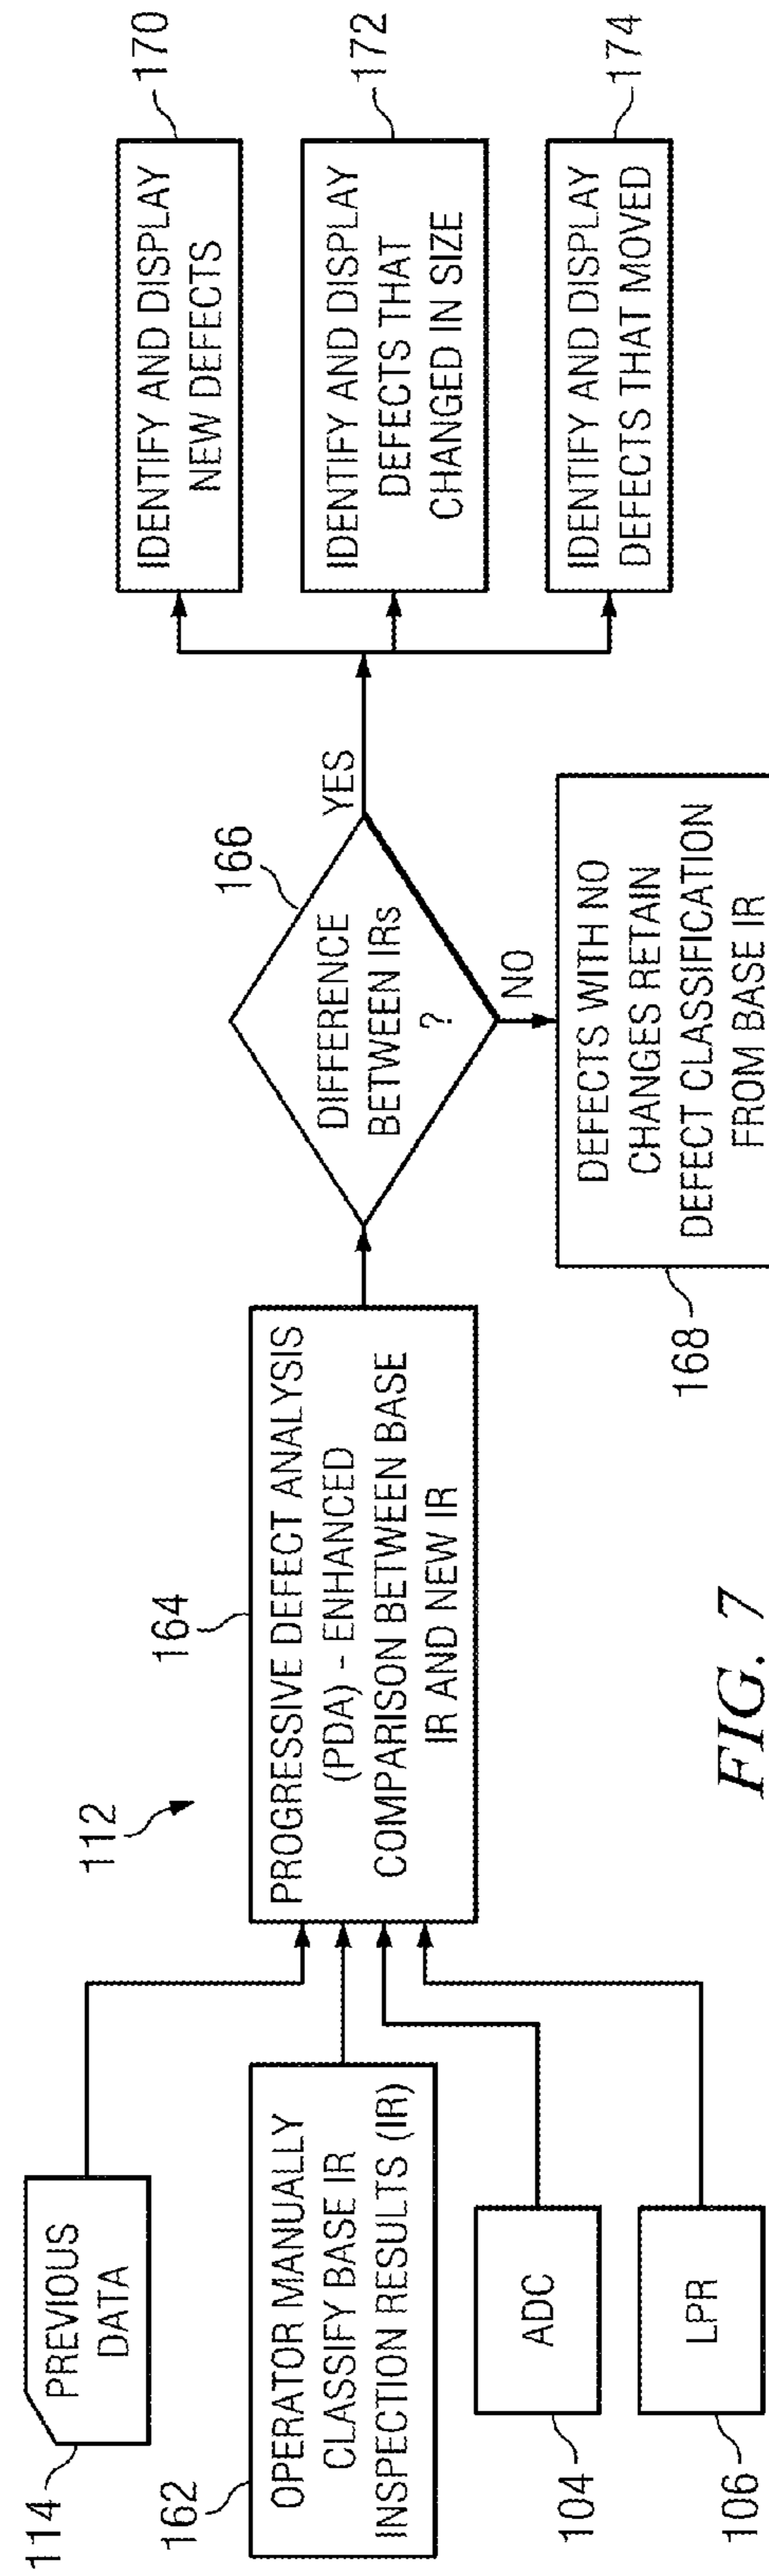 114
PREVIOUS
DATA
162
OPERATOR MANUALLY
CLASSIFY BASE IR
INSPECTION RESULTS (IR)
104
ADC
106
LPR
112
164
PROGRESSIVE DEFECT ANALYSIS
(PDA) - ENHANCED
COMPARISON BETWEEN BASE
IR AND NEW IR
166
DIFFERENCE
BETWEEN IRs
?
YES
NO
168
DEFECTS WITH NO
CHANGES RETAIN
DEFECT CLASSIFICATION
FROM BASE IR
IDENTIFY AND DISPLAY
NEW DEFECTS
170
IDENTIFY AND DISPLAY
DEFECTS THAT
CHANGED IN SIZE
172
IDENTIFY AND DISPLAY
DEFECTS THAT MOVED
174
FIG. 7